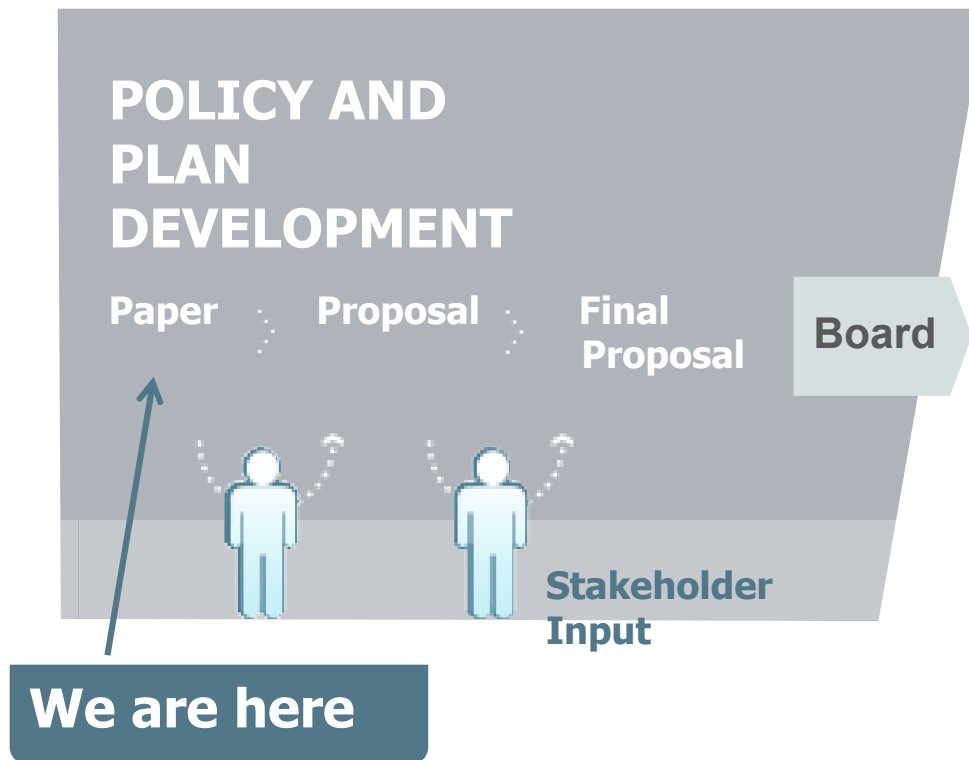 POLICY AND
PLAN
DEVELOPMENT
Paper
Proposal
Final
Proposal
Board
Stakeholder
Input
We are here